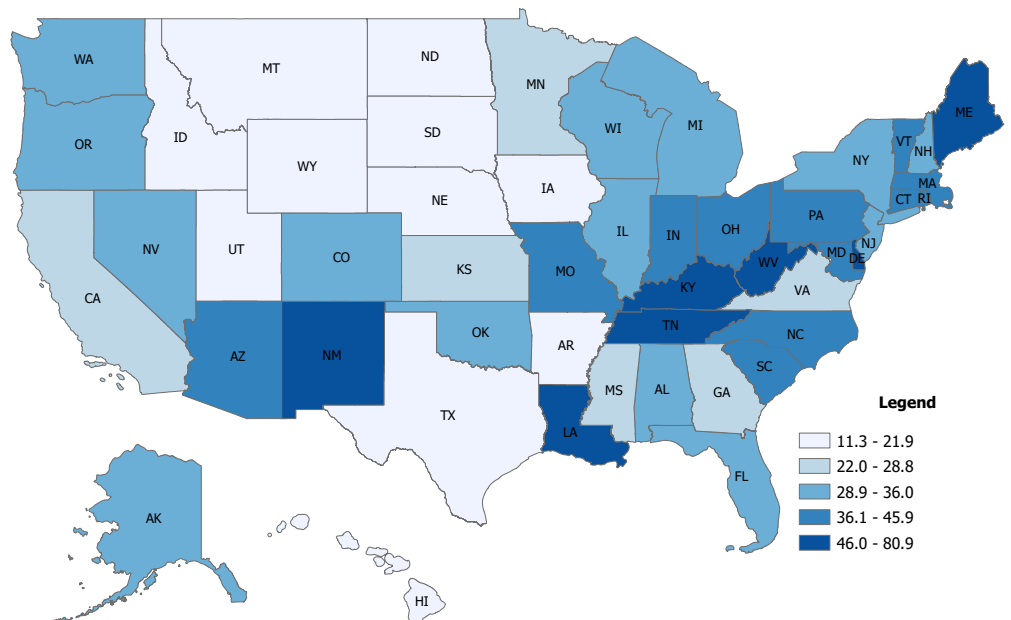 WA
MT
ND
MN
ME
OR
ID
SD
WI
MI
VT
NH
NY
WY
IA
MA
NE
CT
RI
PA
NV
UT
CO
IL
IN
OH
NJ
MD
DE
KS
MO
WV
CA
KY
VA
AZ
NM
OK
TN
NC
AR
SC
TX
MS
AL
GA
LA
FL
AK
HI
Legend
11.3 - 21.9
22.0 - 28.8
28.9 - 36.0
36.1 - 45.9
46.0 - 80.9